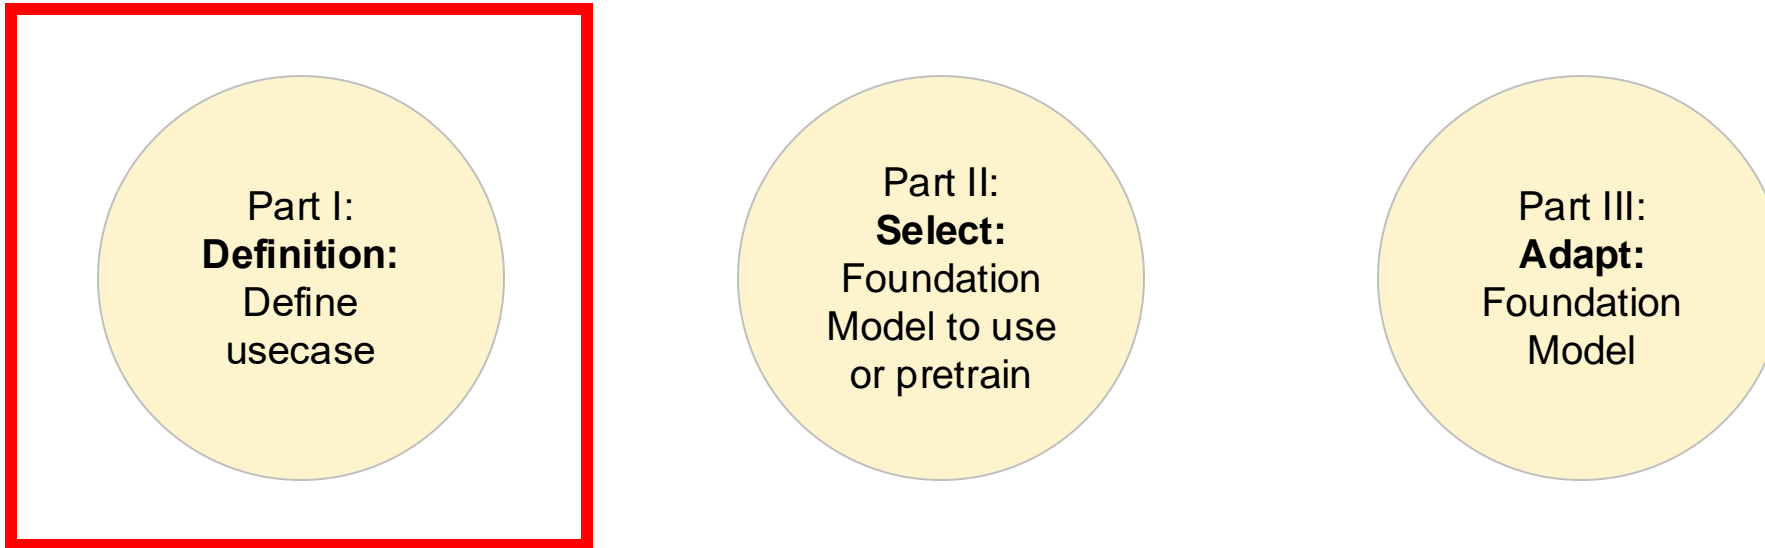 Part I:
Definition:
Define
usecase
Part II:
Select:
Foundation
Model to use
or pretrain
Part III:
Adapt:
Foundation
Model